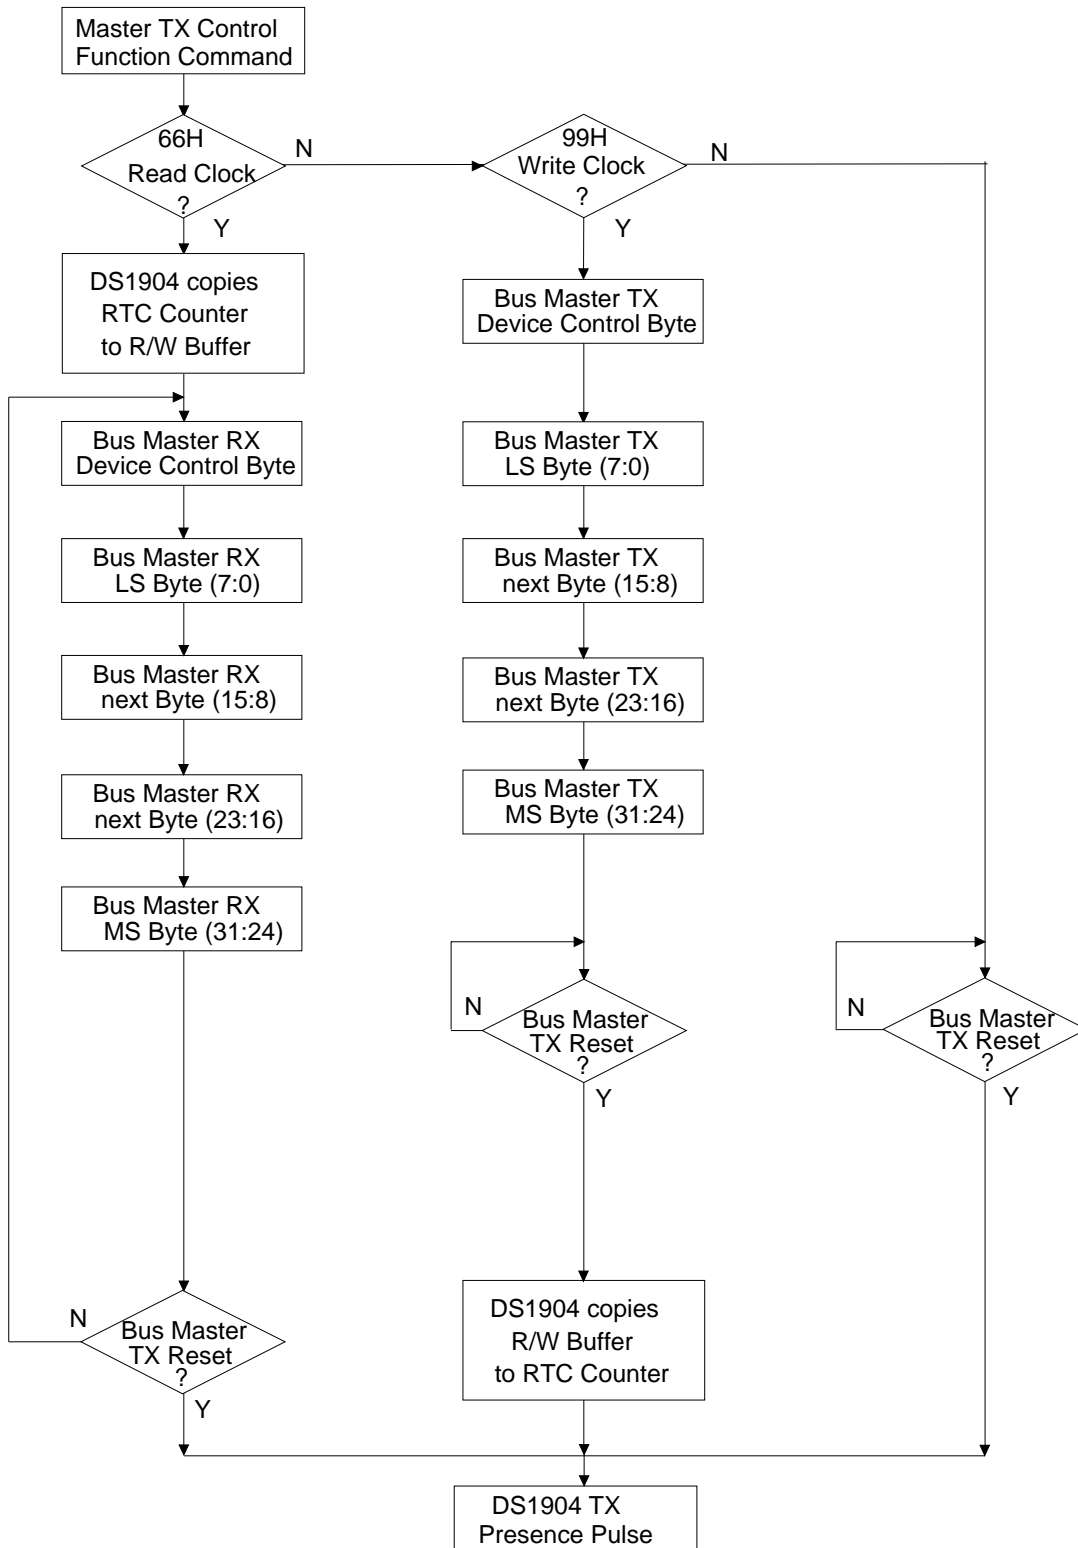 Master TX Control
Function Command
66H
Read Clock
?
N
Y
99H
Write Clock
?
N
Y
DS1904 copies
RTC Counter
to R/W Buffer
Bus Master RX
Device Control Byte
Bus Master RX
LS Byte (7:0)
Bus Master RX
next Byte (15:8)
Bus Master RX
next Byte (23:16)
Bus Master RX
MS Byte (31:24)
N
Bus Master
TX Reset
?
Y
Bus Master TX
Device Control Byte
Bus Master TX
LS Byte (7:0)
Bus Master TX
next Byte (15:8)
Bus Master TX
next Byte (23:16)
Bus Master TX
MS Byte (31:24)
N
Bus Master
TX Reset
?
Y
DS1904 copies
R/W Buffer
to RTC Counter
N
Bus Master
TX Reset
?
Y
DS1904 TX
Presence Pulse